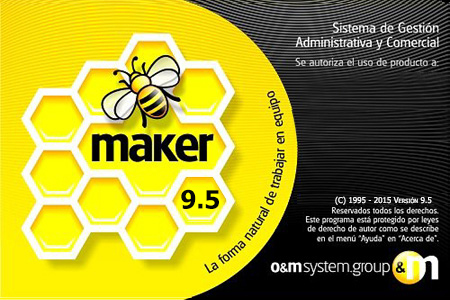 Sistema de Gestión
Administrativa y Comercial
Se autoriza el uso de producto a:
maker
9.5
La forma natural de trabajar en equipo
(C) 1995 - 2015 Versión 9.5
Reservados todos los derechos.
Este programa está protegido por leyes
de derecho de autor como se describe
en el menú "Ayuda" en "Acerca de".
o&msystem.group &m